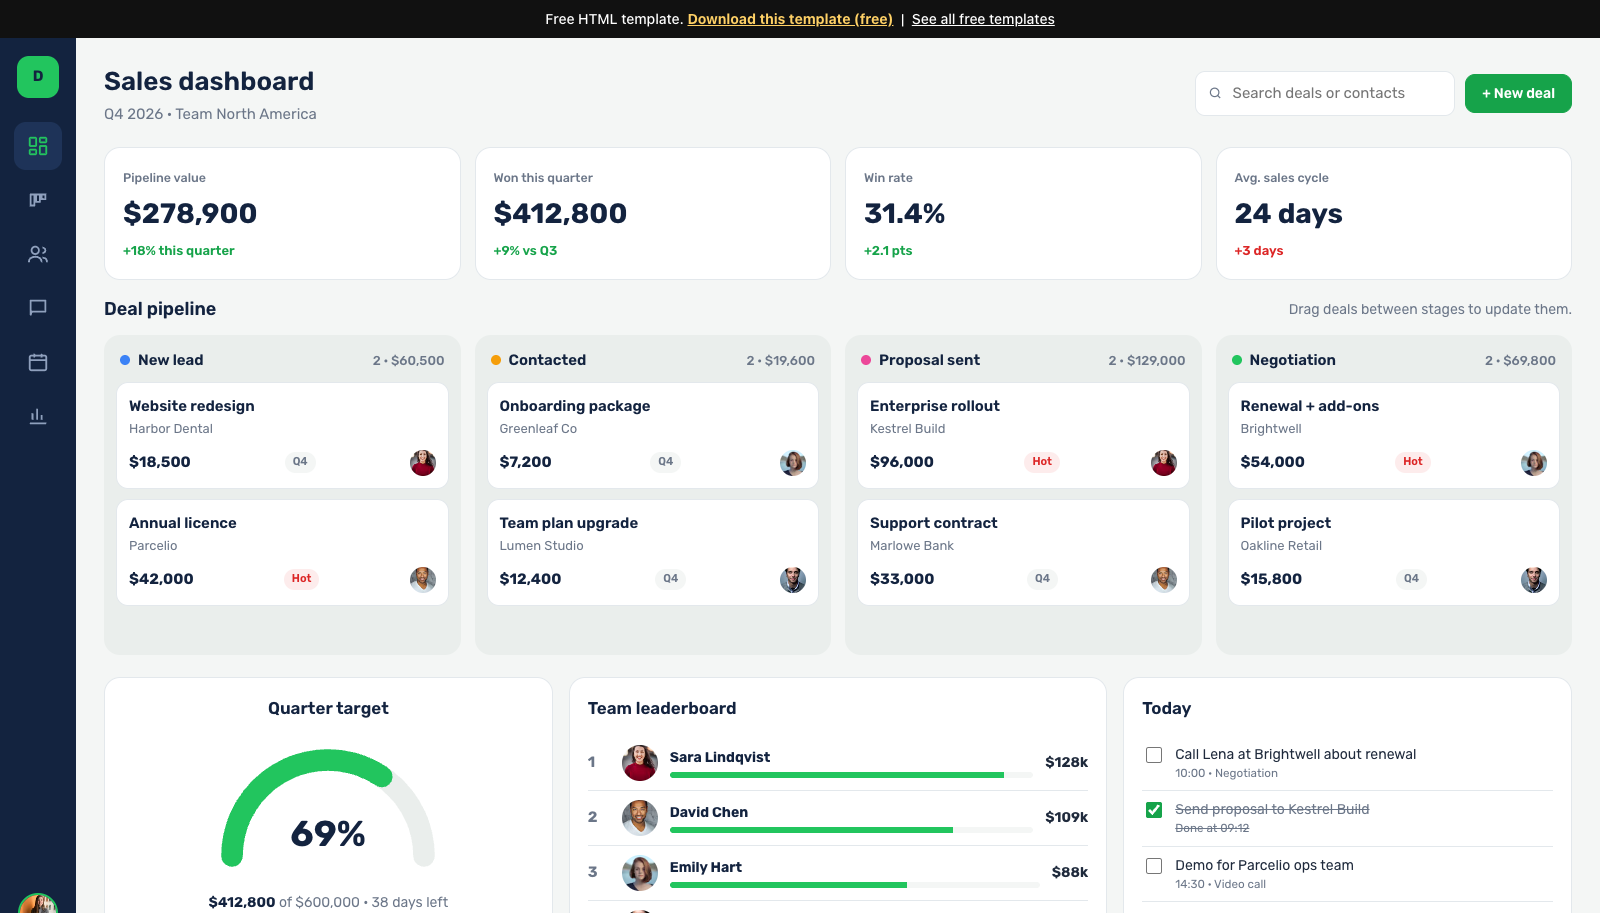 Free HTML template. Download this template (free) | See all free templates
D
Sales dashboard
Q4 2026 • Team North America
Search deals or contacts
+ New deal
Pipeline value
$278,900
+18% this quarter
Won this quarter
$412,800
+9% vs Q3
Win rate
31.4%
+2.1 pts
Avg. sales cycle
24 days
+3 days
Deal pipeline
Drag deals between stages to update them.
New lead
2 • $60,500
Website redesign
Harbor Dental
$18,500
Q4
Annual licence
Parcelio
$42,000
Hot
Contacted
2 • $19,600
Onboarding package
Greenleaf Co
$7,200
Q4
Team plan upgrade
Lumen Studio
$12,400
Q4
Proposal sent
2 • $129,000
Enterprise rollout
Kestrel Build
$96,000
Hot
Support contract
Marlowe Bank
$33,000
Q4
Negotiation
2 • $69,800
Renewal + add-ons
Brightwell
$54,000
Hot
Pilot project
Oakline Retail
$15,800
Q4
Quarter target
69%
$412,800 of $600,000 • 38 days left
Team leaderboard
1
Sara Lindqvist
$128k
2
David Chen
$109k
3
Emily Hart
$88k
Today
Call Lena at Brightwell about renewal
10:00 • Negotiation
Send proposal to Kestrel Build
Done at 09:12
Demo for Parcelio ops team
14:30 • Video call